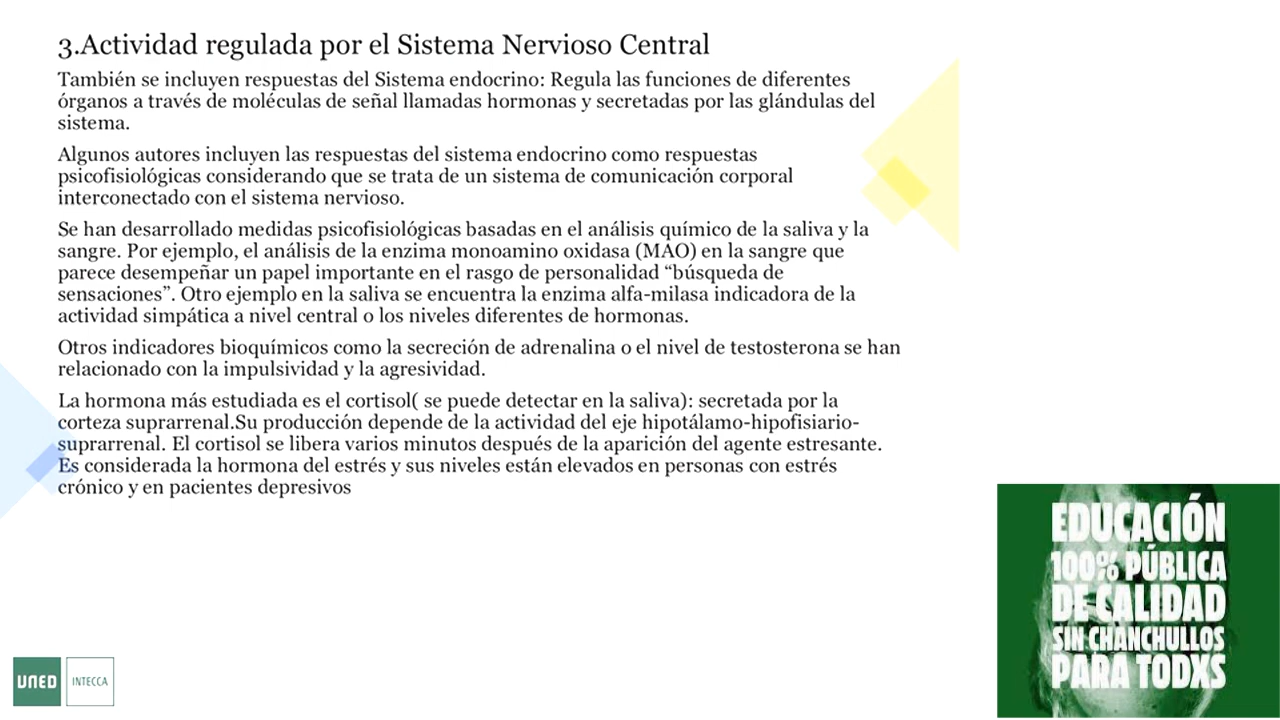 3.Actividad regulada por el Sistema Nervioso Central
También se incluyen respuestas del Sistema endocrino: Regula las funciones de diferentes
órganos a través de moléculas de señal llamadas hormonas y secretadas por las glándulas del
sistema.
Algunos autores incluyen las respuestas del sistema endocrino como respuestas
psicofisiológicas considerando que se trata de un sistema de comunicación corporal
interconectado con el sistema nervioso.
Se han desarrollado medidas psicofisiológicas basadas en el análisis químico de la saliva y la
sangre. Por ejemplo, el análisis de la enzima monoamino oxidasa (MAO) en la sangre que
parece desempeñar un papel importante en el rasgo de personalidad “búsqueda de
sensaciones”. Otro ejemplo en la saliva se encuentra la enzima alfa-milasa indicadora de la
actividad simpática a nivel central o los niveles diferentes de hormonas.
Otros indicadores bioquímicos como la secreción de adrenalina o el nivel de testosterona se han
relacionado con la impulsividad y la agresividad.
La hormona más estudiada es el cortisol( se puede detectar en la saliva): secretada por la
corteza suprarrenal.Su producción depende de la actividad del eje hipotálamo-hipofisiario-
suprarrenal. El cortisol se libera varios minutos después de la aparición del agente estresante.
Es considerada la hormona del estrés y sus niveles están elevados en personas con estrés
crónico y en pacientes depresivos
EDUCACIÓN
100% PÚBLICA
DE CALIDAD
SIN CHANCHULLOS
PARA TODXS
UNED
INTECCA